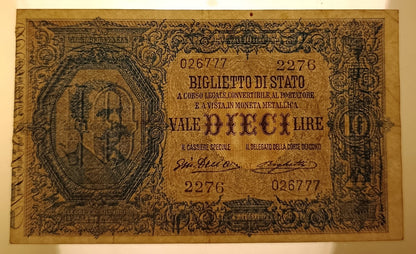 026777 2276
BIGLIETTO DI STATO
A CORSO LEGALE, CONVERTIBILE AL PORTATORE
E A VISTA, IN MONETA METALLICA
VALE DIECI LIRE 10
IL CASSIERE SPECIALE IL DELEGATO DELLA CORTE DEI CONTI
2276 026777